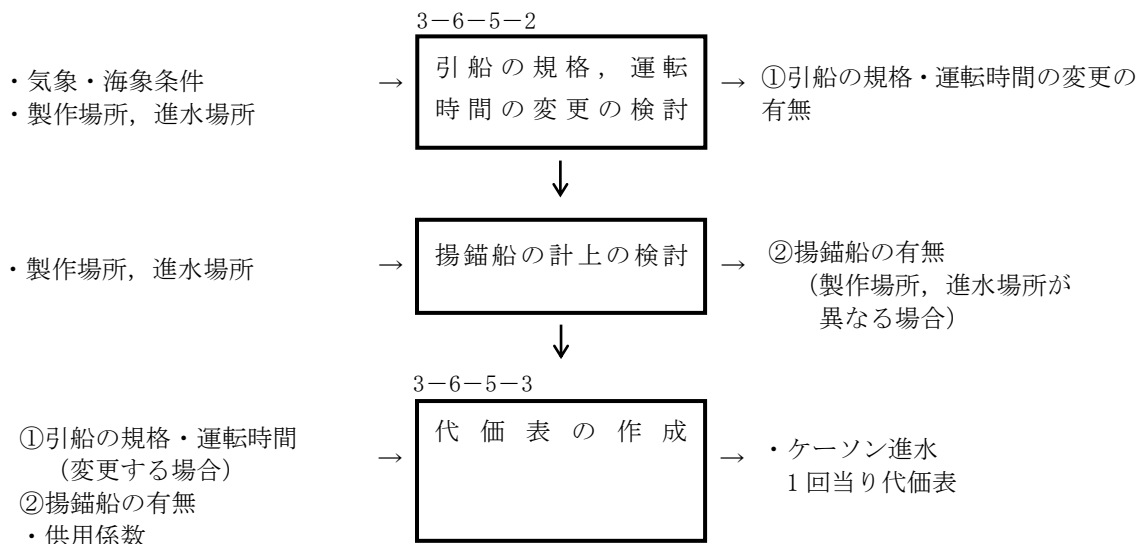 3－6－5－2
・気象・海象条件
・製作場所，進水場所
→
引船の規格，運転
時間の変更の検討
→
①引船の規格・運転時間の変更の
有無
↓
・製作場所，進水場所
→
揚錨船の計上の検討
→
②揚錨船の有無
（製作場所，進水場所が
異なる場合）
↓
3－6－5－3
①引船の規格・運転時間
（変更する場合）
②揚錨船の有無
・供用係数
→
代価表の作成
→
・ケーソン進水
1回当り代価表